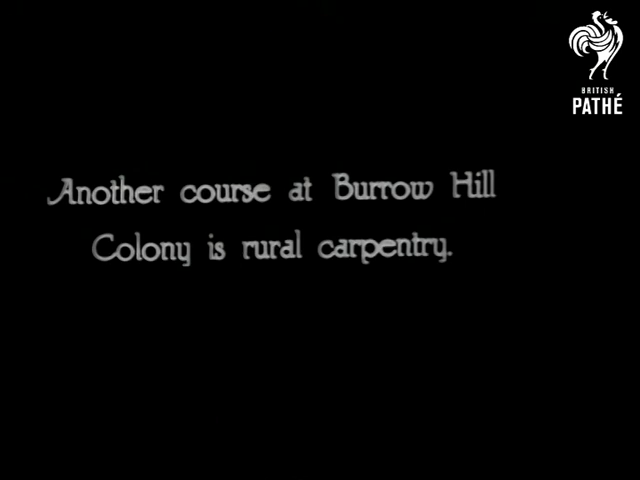 BRITISH
PATHÉ
Another course at Burrow Hill
Colony is rural carpentry.